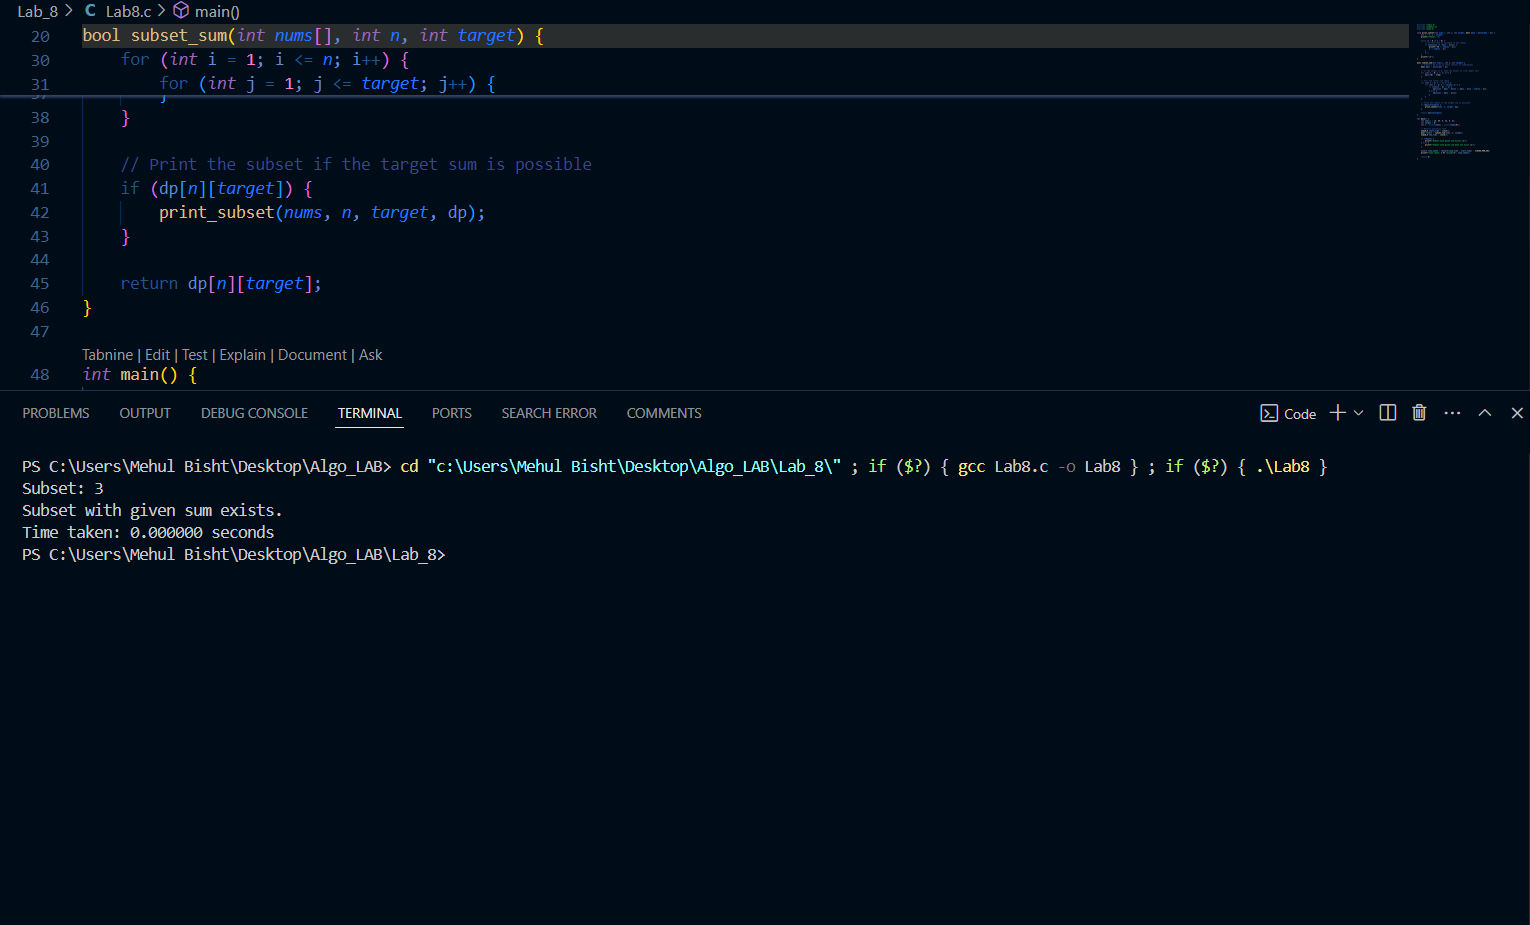 Lab_8 > C Lab8.c > main()
20 bool subset_sum(int nums[], int n, int target) {
30 for (int i = 1; i <= n; i++) {
31 for (int j = 1; j <= target; j++) {
38 }
39
40 // Print the subset if the target sum is possible
41 if (dp[n][target]) {
42 print_subset(nums, n, target, dp);
43 }
44
45 return dp[n][target];
46 }
47
Tabnine | Edit | Test | Explain | Document | Ask
48 int main() {
PROBLEMS OUTPUT DEBUG CONSOLE TERMINAL PORTS SEARCH ERROR COMMENTS Code
PS C:\Users\Mehul Bisht\Desktop\Algo_LAB> cd "c:\Users\Mehul Bisht\Desktop\Algo_LAB\Lab_8\" ; if ($?) { gcc Lab8.c -o Lab8 } ; if ($?) { .\Lab8 }
Subset: 3
Subset with given sum exists.
Time taken: 0.000000 seconds
PS C:\Users\Mehul Bisht\Desktop\Algo_LAB\Lab_8>